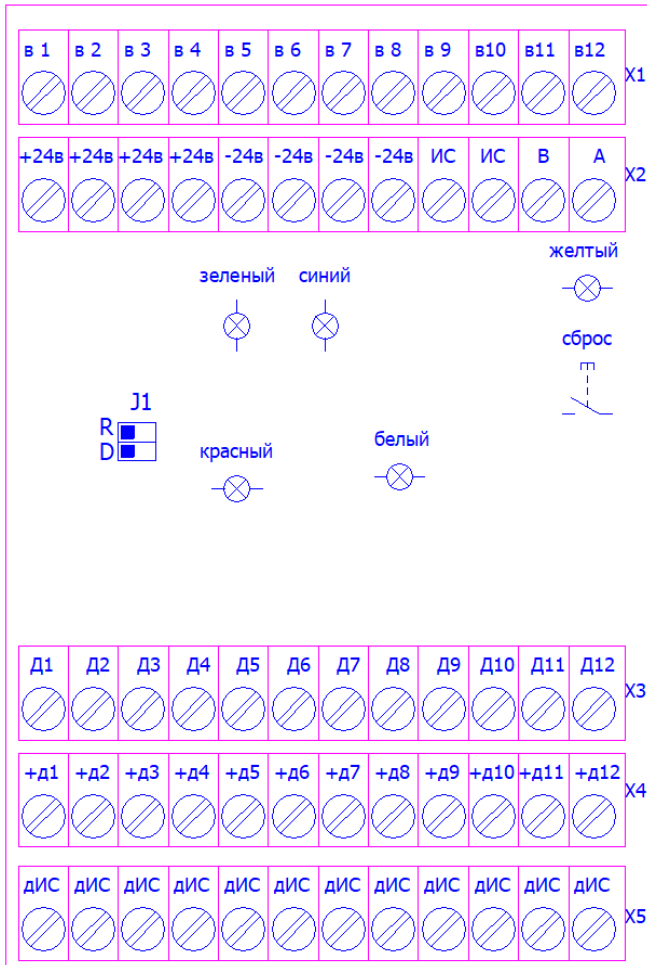 в 1 в 2 в 3 в 4 в 5 в 6 в 7 в 8 в 9 в10 в11 в12
X1
+24в +24в +24в +24в -24в -24в -24в -24в ИС ИС В А
X2
желтый
зеленый синий
сброс
J1
R
D
красный
белый
Д1 Д2 Д3 Д4 Д5 Д6 Д7 Д8 Д9 Д10 Д11 Д12
X3
+д1 +д2 +д3 +д4 +д5 +д6 +д7 +д8 +д9 +д10 +д11 +д12
X4
дИС дИС дИС дИС дИС дИС дИС дИС дИС дИС дИС дИС
X5